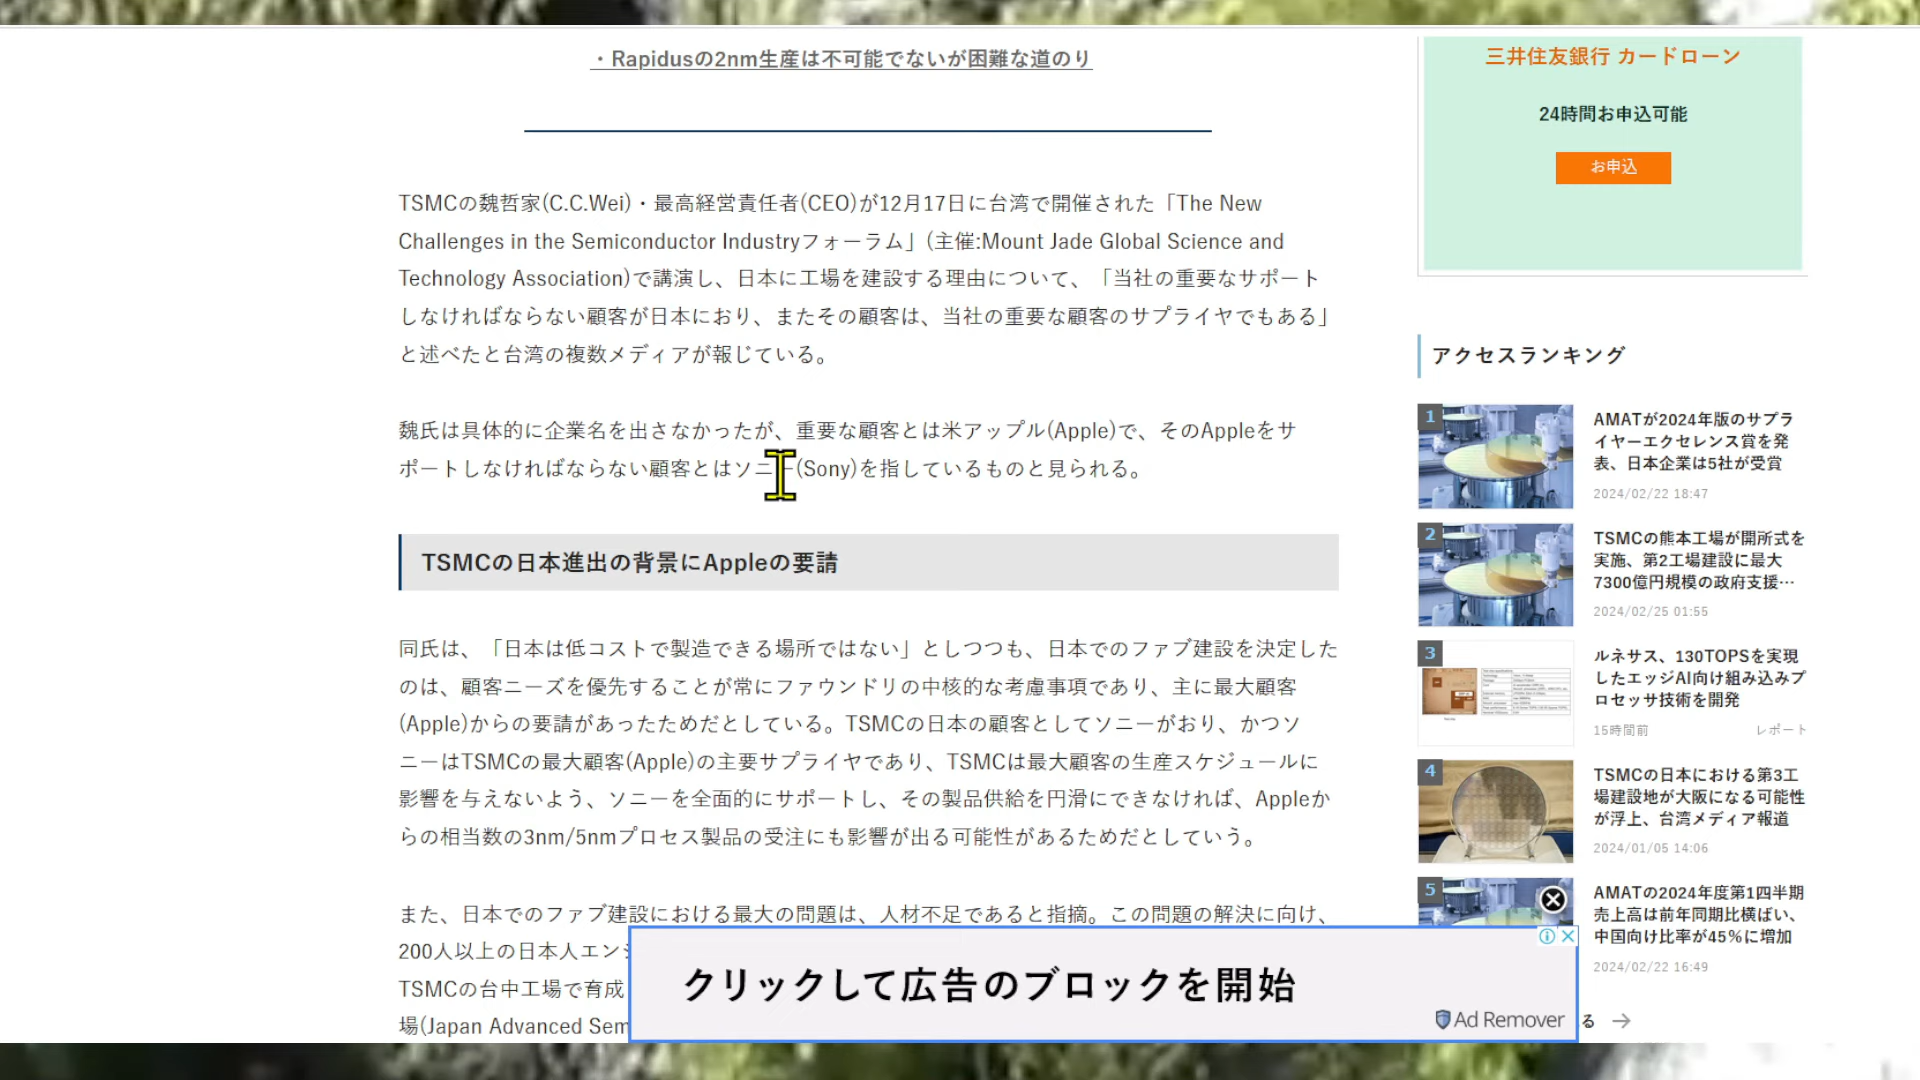 ・Rapidusの2nm生産は不可能でないが困難な道のり
TSMCの魏哲家(C.C.Wei)・最高経営責任者(CEO)が12月17日に台湾で開催された「The New
Challenges in the Semiconductor Industryフォーラム」(主催:Mount Jade Global Science and
Technology Association)で講演し、日本に工場を建設する理由について、「当社の重要なサポート
しなければならない顧客が日本におり、またその顧客は、当社の重要な顧客のサプライヤでもある」
と述べたと台湾の複数メディアが報じている。
魏氏は具体的に企業名を出さなかったが、重要な顧客とは米アップル(Apple)で、そのAppleをサ
ポートしなければならない顧客とはソニー(Sony)を指しているものと見られる。
TSMCの日本進出の背景にAppleの要請
同氏は、「日本は低コストで製造できる場所ではない」としつつも、日本でのファブ建設を決定した
のは、顧客ニーズを優先することが常にファウンドリの中核的な考慮事項であり、主に最大顧客
(Apple)からの要請があったためだとしている。TSMCの日本の顧客としてソニーがおり、かつソ
ニーはTSMCの最大顧客(Apple)の主要サプライヤであり、TSMCは最大顧客の生産スケジュールに
影響を与えないよう、ソニーを全面的にサポートし、その製品供給を円滑にできなければ、Appleか
らの相当数の3nm/5nmプロセス製品の受注にも影響が出る可能性があるためだとしていう。
また、日本でのファブ建設における最大の問題は、人材不足であると指摘。この問題の解決に向け、
200人以上の日本人エンジ
TSMCの台中工場で育成
場(Japan Advanced Sem
三井住友銀行 カードローン
24時間お申込可能
お申込
アクセスランキング
1
AMATが2024年版のサプラ
イヤーエクセレンス賞を発
表、日本企業は5社が受賞
2024/02/22 18:47
2
TSMCの熊本工場が開所式を
実施、第2工場建設に最大
7300億円規模の政府支援…
2024/02/25 01:55
3
ルネサス、130TOPSを実現
したエッジAI向け組み込みプ
ロセッサ技術を開発
15時間前 レポート
4
TSMCの日本における第3工
場建設地が大阪になる可能性
が浮上、台湾メディア報道
2024/01/05 14:06
5
AMATの2024年度第1四半期
売上高は前年同期比横ばい、
中国向け比率が45%に増加
2024/02/22 16:49
る →
クリックして広告のブロックを開始
Ad Remover